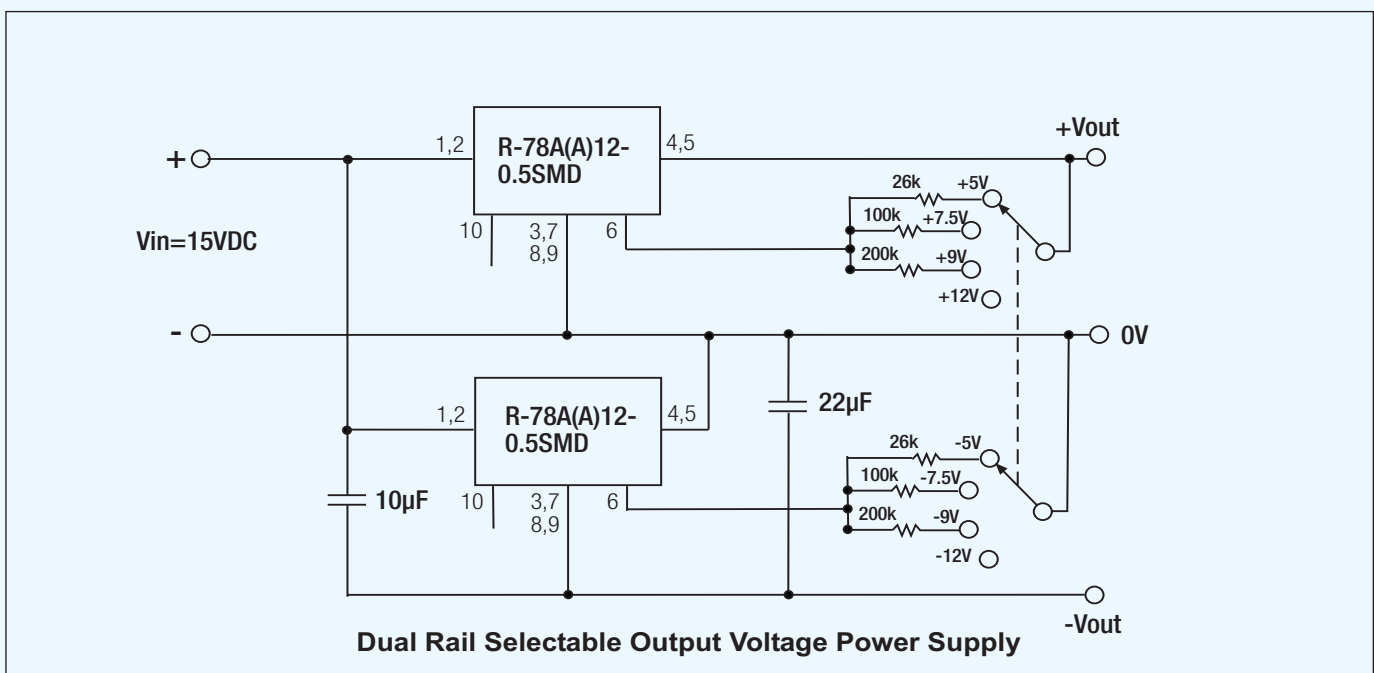 +Vout
1,2
R-78A(A)12-
0.5SMD
4,5
+
Vin=15VDC
10
3,7
8,9
6
26k
+5V
100k
+7.5V
200k
+9V
+12V
-
0V
1,2
R-78A(A)12-
0.5SMD
4,5
22µF
10µF
10
3,7
8,9
6
26k
-5V
100k
-7.5V
200k
-9V
-12V
-Vout
Dual Rail Selectable Output Voltage Power Supply